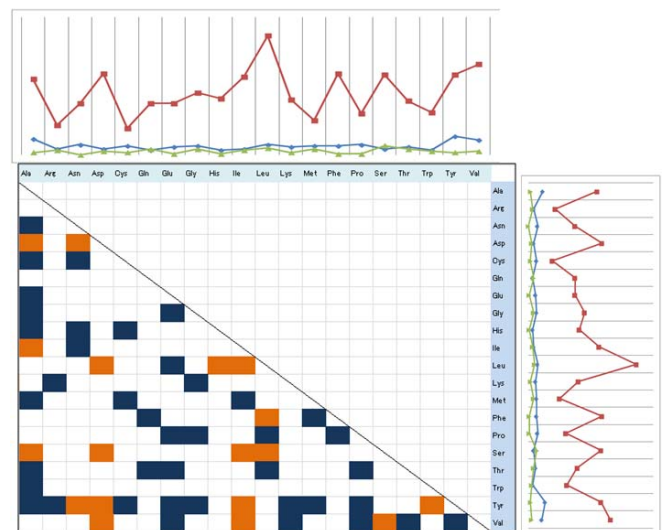 Ala Arg Asn Asp Cys Gln Glu Gly His Ile Leu Lys Met Phe Pro Ser Thr Trp Tyr Val
Ala
Arg
Asn
Asp
Cys
Gln
Glu
Gly
His
Ile
Leu
Lys
Met
Phe
Pro
Ser
Thr
Trp
Tyr
Val